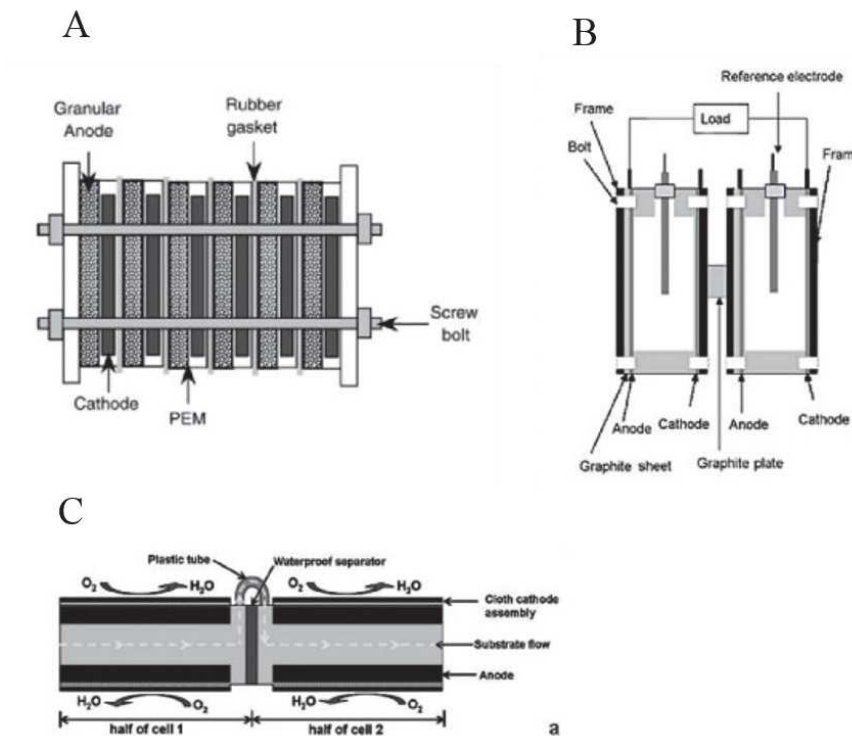 A
Granular
Anode
Rubber
gasket
Screw
bolt
Cathode
PEM
B
Reference electrode
Frame
Load
Bolt
Fram
Anode
Cathode
Anode
Cathode
Graphite sheet
Graphite plate
C
Plastic tube
Waterproof separator
O₂
H₂O
O₂
H₂O
Cloth cathode
assembly
Substrate flow
Anode
H₂O
O₂
H₂O
O₂
half of cell 1
half of cell 2
a